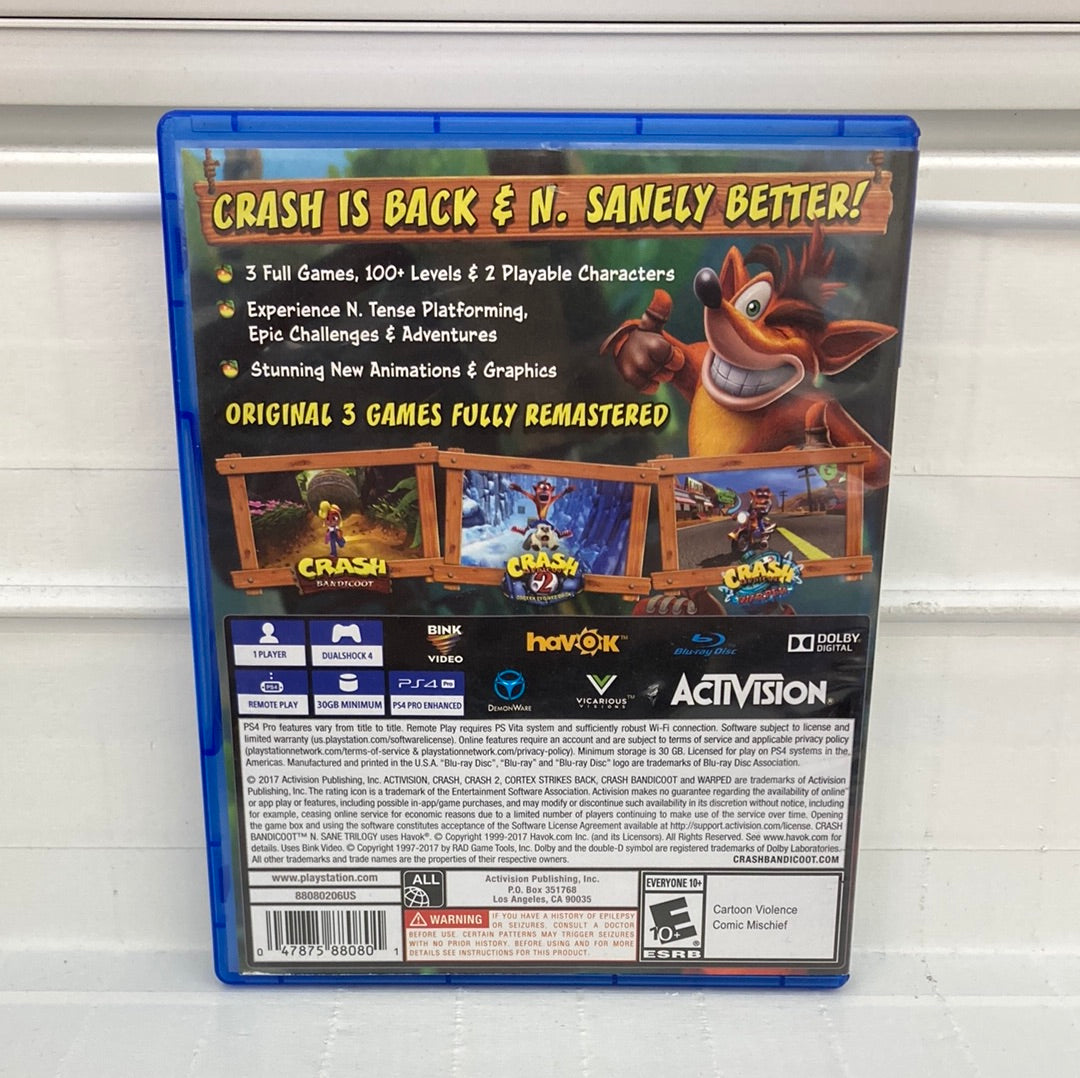 CRASH IS BACK & N. SANELY BETTER!
3 Full Games, 100+ Levels & 2 Playable Characters
Experience N. Tense Platforming,
Epic Challenges & Adventures
Stunning New Animations & Graphics
ORIGINAL 3 GAMES FULLY REMASTERED
CRASH
BANDICOOT
CRASH
2
CRASH
1 PLAYER
DUALSHOCK 4
BINK
VIDEO
havok™
Blu-ray Disc
DOLBY
DIGITAL
PS4
REMOTE PLAY
30GB MINIMUM
PS4 Pro
PS4 PRO ENHANCED
DEMONWARE
VICARIOUS™
VISIONS
ACTIVISION®
PS4 Pro features vary from title to title. Remote Play requires PS Vita system and sufficiently robust Wi-Fi connection. Software subject to license and
limited warranty (us.playstation.com/softwarelicense). Online features require an account and are subject to terms of service and applicable privacy policy
(playstationnetwork.com/terms-of-service & playstationnetwork.com/privacy-policy). Minimum storage is 30 GB. Licensed for play on PS4 systems in the
Americas. Manufactured and printed in the U.S.A. "Blu-ray Disc", "Blu-ray" and "Blu-ray Disc" logo are trademarks of Blu-ray Disc Association.
© 2017 Activision Publishing, Inc. ACTIVISION, CRASH, CRASH 2, CORTEX STRIKES BACK, CRASH BANDICOOT and WARPED are trademarks of Activision
Publishing, Inc. The rating icon is a trademark of the Entertainment Software Association. Activision makes no guarantee regarding the availability of online
or app play or features, including possible in-app/game purchases, and may modify or discontinue such availability in its discretion without notice, including
for example, ceasing online service for economic reasons due to a limited number of players continuing to make use of the service over time. Opening
the game box and using the software constitutes acceptance of the Software License Agreement available at http://support.activision.com/license. CRASH
BANDICOOT™ N. SANE TRILOGY uses Havok®. © Copyright 1999-2017 Havok.com Inc. (and its Licensors). All Rights Reserved. See www.havok.com for
details. Uses Bink Video. © Copyright 1997-2017 by RAD Game Tools, Inc. Dolby and the double-D symbol are registered trademarks of Dolby Laboratories.
All other trademarks and trade names are the properties of their respective owners.
CRASHBANDICOOT.COM
www.playstation.com
88080206US
0 47875 88080 1
ALL
Activision Publishing, Inc.
P.O. Box 351768
Los Angeles, CA 90035
WARNING IF YOU HAVE A HISTORY OF EPILEPSY
OR SEIZURES, CONSULT A DOCTOR
BEFORE USE. CERTAIN PATTERNS MAY TRIGGER SEIZURES
WITH NO PRIOR HISTORY. BEFORE USING AND FOR MORE
DETAILS SEE INSTRUCTIONS FOR THIS PRODUCT.
EVERYONE 10+
E
10+
ESRB
Cartoon Violence
Comic Mischief